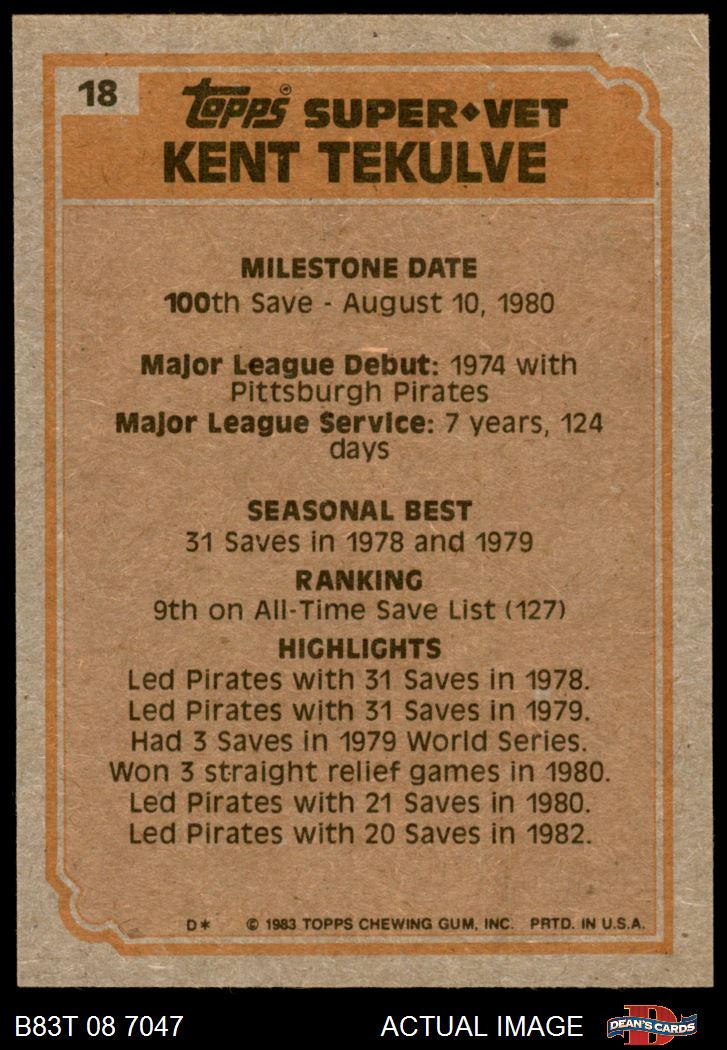 18
Topps® SUPER♦VET
KENT TEKULVE
MILESTONE DATE
100th Save - August 10, 1980
Major League Debut: 1974 with
Pittsburgh Pirates
Major League Service: 7 years, 124
days
SEASONAL BEST
31 Saves in 1978 and 1979
RANKING
9th on All-Time Save List (127)
HIGHLIGHTS
Led Pirates with 31 Saves in 1978.
Led Pirates with 31 Saves in 1979.
Had 3 Saves in 1979 World Series.
Won 3 straight relief games in 1980.
Led Pirates with 21 Saves in 1980.
Led Pirates with 20 Saves in 1982.
D* © 1983 TOPPS CHEWING GUM, INC. PRTD. IN U.S.A.
B83T 08 7047 ACTUAL IMAGE D DEAN'S CARDS